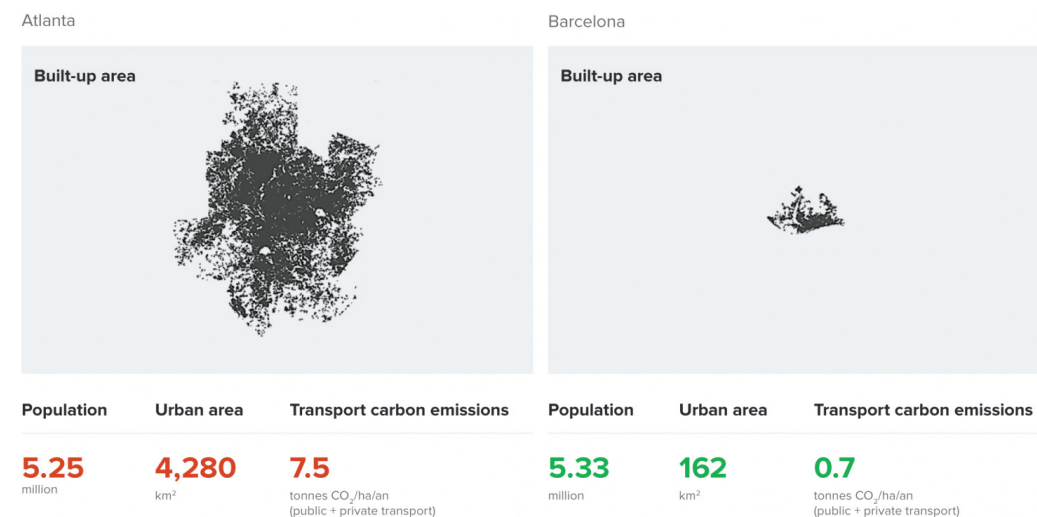 Atlanta
Built-up area
Population Urban area Transport carbon emissions
5.25 4,280 7.5
million km² tonnes CO₂/ha/an
(public + private transport)
Barcelona
Built-up area
Population Urban area Transport carbon emissions
5.33 162 0.7
million km² tonnes CO₂/ha/an
(public + private transport)